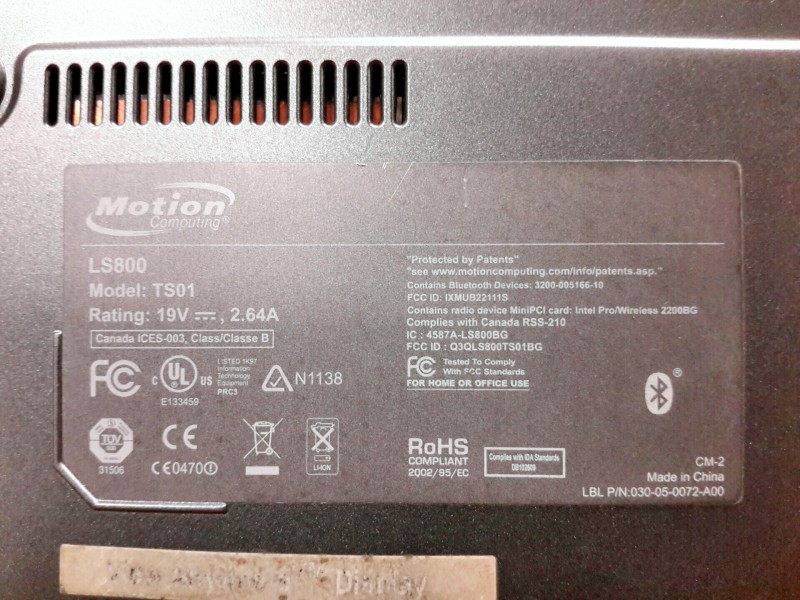 Motion
Computing®
LS800
Model: TS01
Rating: 19V ⎓, 2.64A
Canada ICES-003, Class/Classe B
FC
C UL US
LISTED 1K67
Information
Technology
Equipment
PRC3
E133459
N1138
TÜV
31506
CE
CE0470
LI-ION
"Protected by Patents"
"see www.motioncomputing.com/info/patents.asp."
Contains Bluetooth Devices: 3200-005166-10
FCC ID: IXMUB22111S
Contains radio device MiniPCI card: Intel Pro/Wireless 2200BG
Complies with Canada RSS-210
IC : 4587A-LS800BG
FCC ID : Q3QLS800TS01BG
FC Tested To Comply
With FCC Standards
FOR HOME OR OFFICE USE
®
RoHS
COMPLIANT
2002/95/EC
Complies with IDA Standards
DB102609
CM-2
Made in China
LBL P/N:030-05-0072-A00
Display